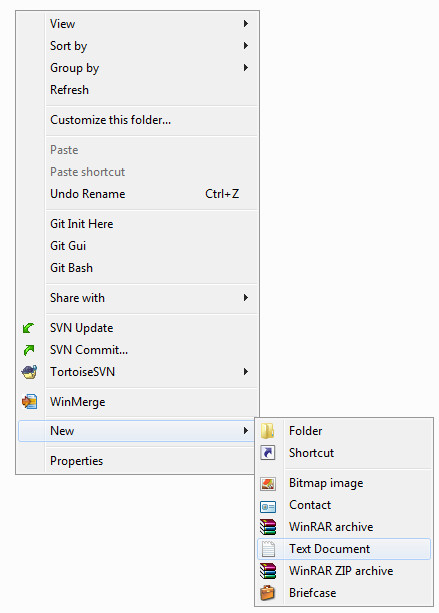 View
Sort by
Group by
Refresh
Customize this folder...
Paste
Paste shortcut
Undo Rename Ctrl+Z
Git Init Here
Git Gui
Git Bash
Share with
SVN Update
SVN Commit...
TortoiseSVN
WinMerge
New
Properties
Folder
Shortcut
Bitmap image
Contact
WinRAR archive
Text Document
WinRAR ZIP archive
Briefcase